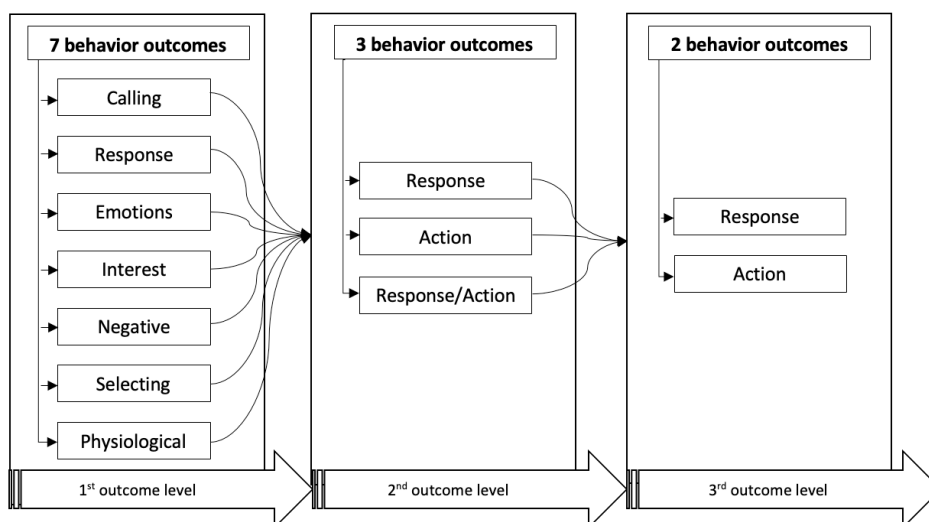 7 behavior outcomes
Calling
Response
Emotions
Interest
Negative
Selecting
Physiological
1st outcome level
3 behavior outcomes
Response
Action
Response/Action
2nd outcome level
2 behavior outcomes
Response
Action
3rd outcome level